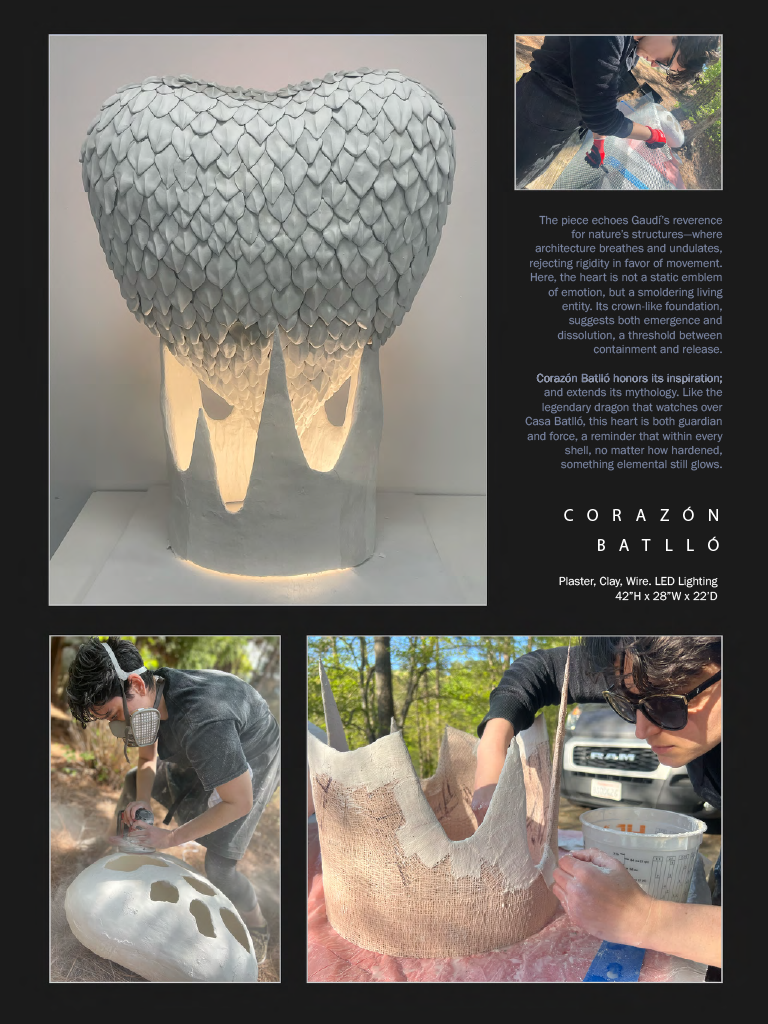 The piece echoes Gaudí's reverence
for nature's structures—where
architecture breathes and undulates,
rejecting rigidity in favor of movement.
Here, the heart is not a static emblem
of emotion, but a smoldering living
entity. Its crown-like foundation,
suggests both emergence and
dissolution, a threshold between
containment and release.
Corazón Batlló honors its inspiration;
and extends its mythology. Like the
legendary dragon that watches over
Casa Batlló, this heart is both guardian
and force, a reminder that within every
shell, no matter how hardened,
something elemental still glows.
CORAZÓN
BATLLÓ
Plaster, Clay, Wire. LED Lighting
42"H x 28"W x 22'D
RAM